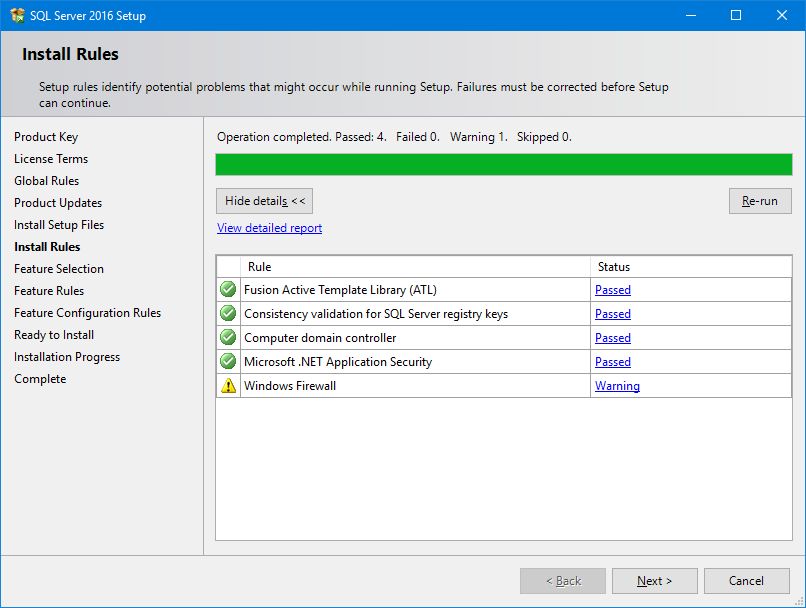 SQL Server 2016 Setup
Install Rules
Setup rules identify potential problems that might occur while running Setup. Failures must be corrected before Setup
can continue.
Product Key
License Terms
Global Rules
Product Updates
Install Setup Files
Install Rules
Feature Selection
Feature Rules
Feature Configuration Rules
Ready to Install
Installation Progress
Complete
Operation completed. Passed: 4.   Failed 0.   Warning 1.   Skipped 0.
Hide details <<
Re-run
View detailed report
Rule Status
Fusion Active Template Library (ATL) Passed
Consistency validation for SQL Server registry keys Passed
Computer domain controller Passed
Microsoft .NET Application Security Passed
Windows Firewall Warning
< Back Next > Cancel